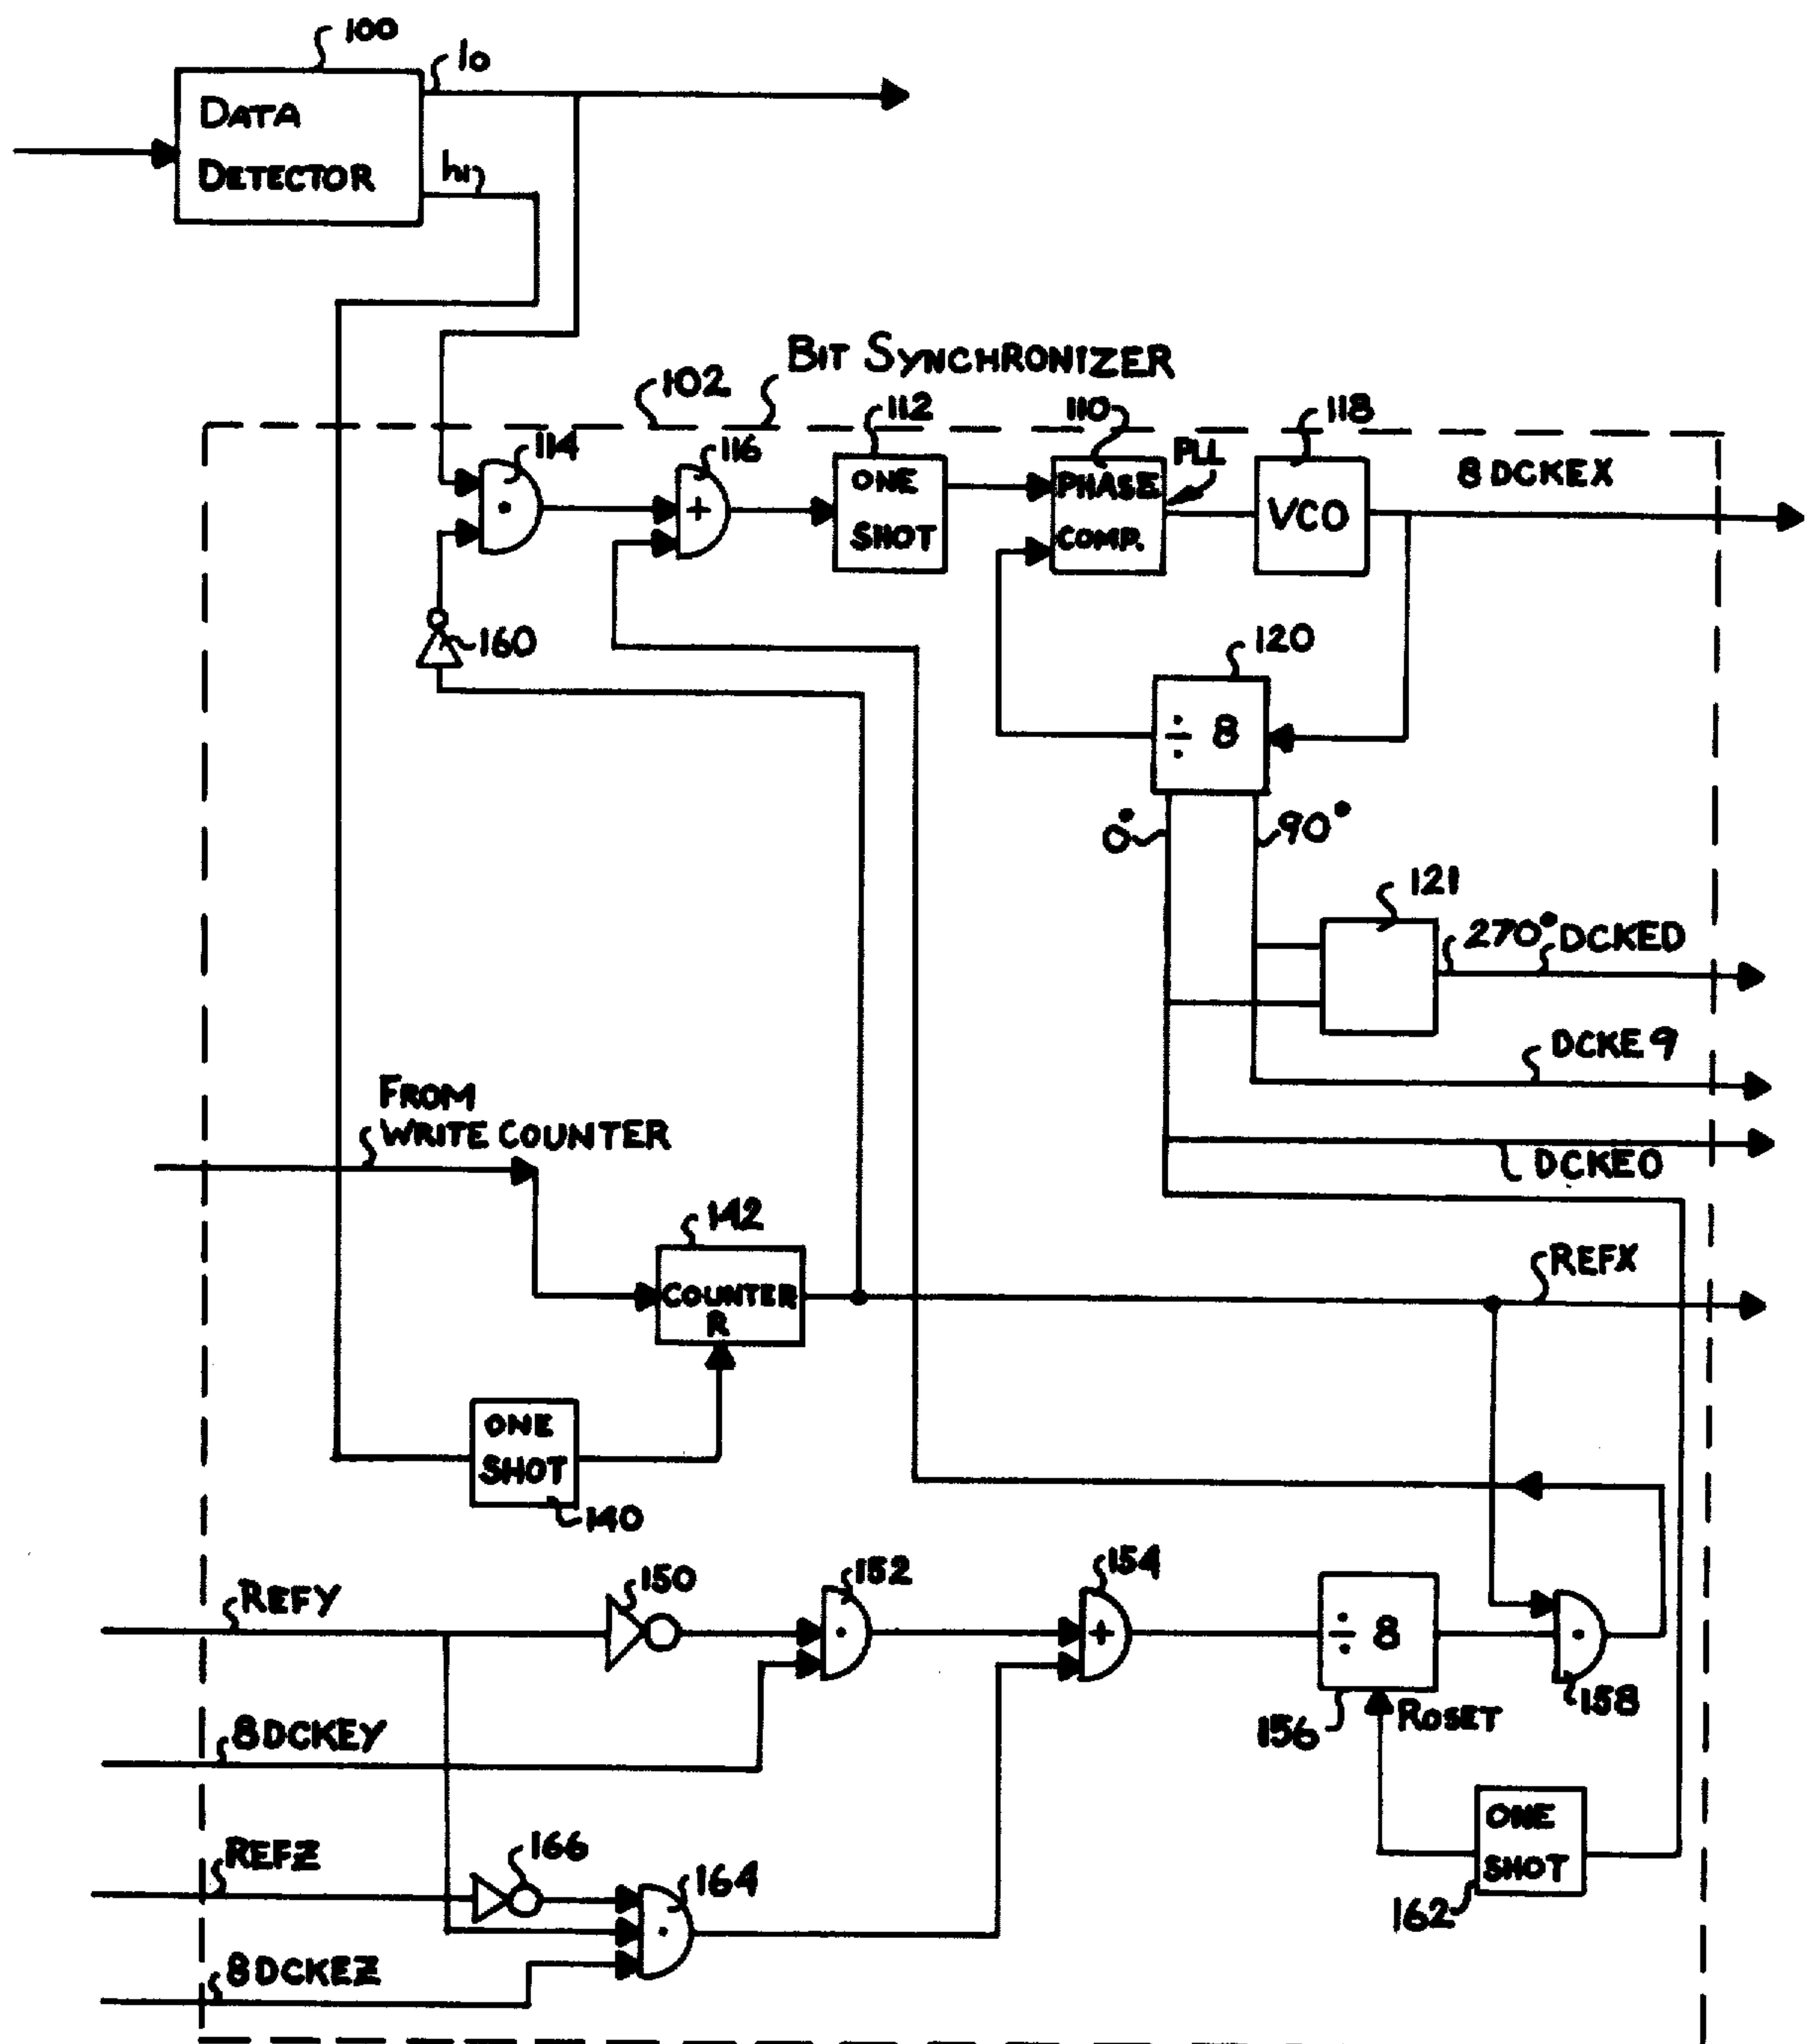 100
lo
DATA
DETECTOR
hi
BIT SYNCHRONIZER
102
112
110
118
114
116
PLL
8 DCKEX
ONE
SHOT
PHASE
COMP.
VCO
·
+
160
120
÷ 8
0°
90°
121
270° DCKED
DCKE9
FROM
WRITE COUNTER
DCKE0
142
REFX
COUNTER
R
ONE
SHOT
140
REFY
150
152
154
·
+
÷ 8
·
158
156
ROSET
8DCKEY
ONE
SHOT
162
REFZ
166
164
·
8DCKEZ